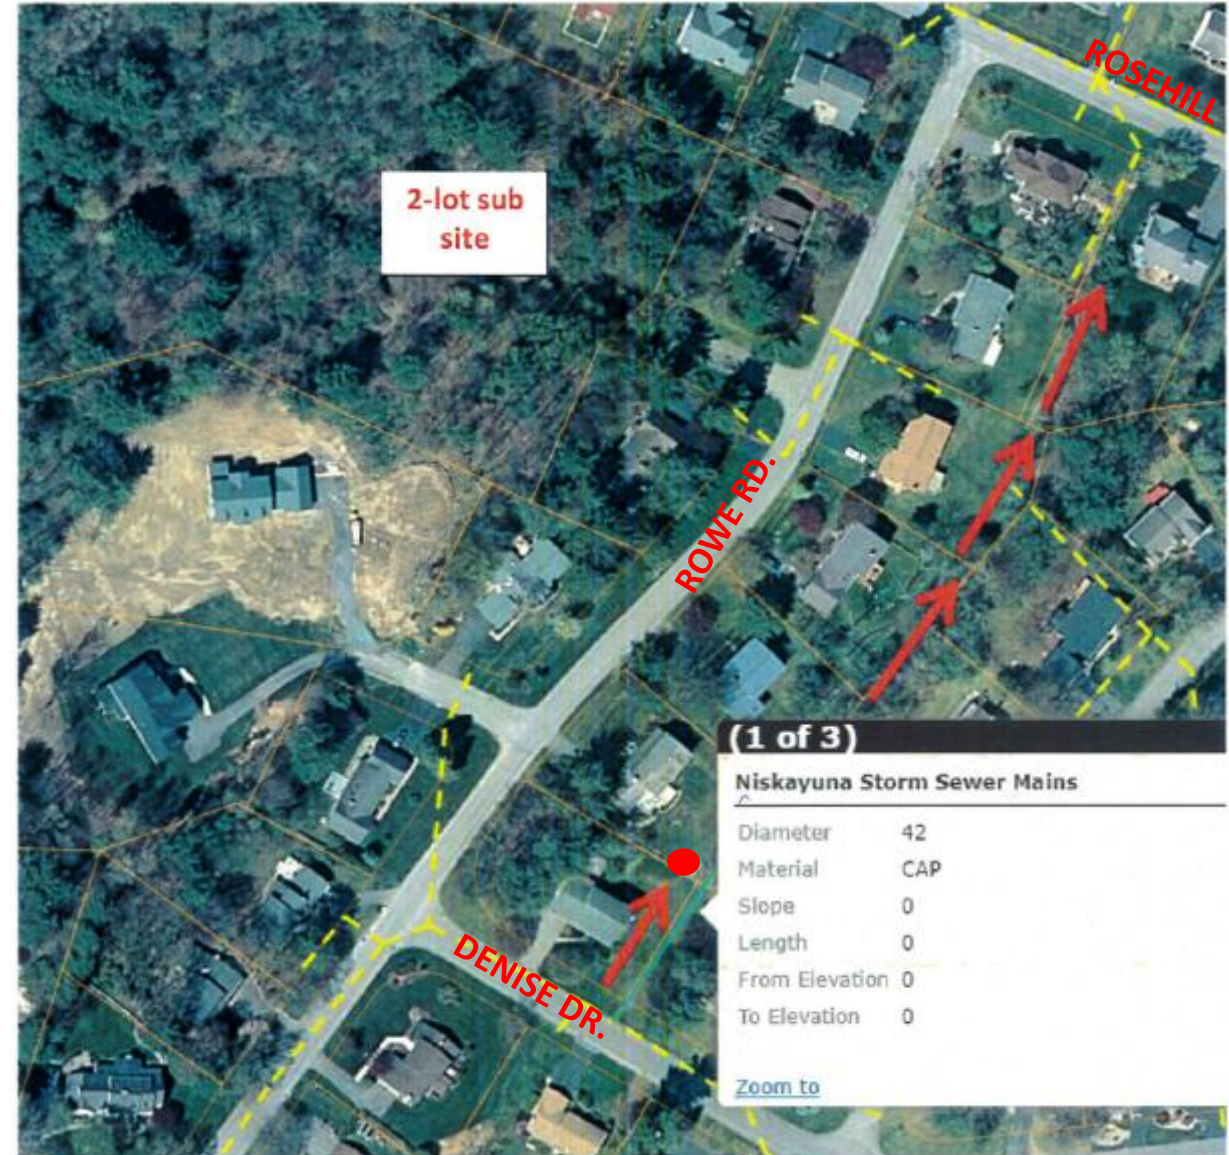 ROSEHILL
2-lot sub
site
ROWE RD.
(1 of 3)
Niskayuna Storm Sewer Mains
Diameter 42
Material CAP
Slope 0
Length 0
From Elevation 0
To Elevation 0
Zoom to
DENISE DR.